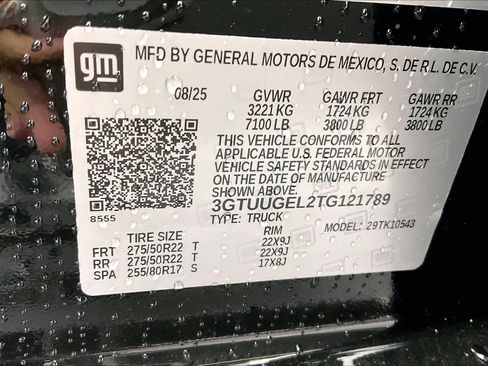 gm
MFD BY GENERAL MOTORS DE MEXICO, S. DE R.L. DE C.V.
08/25 GVWR GAWR FRT GAWR RR
3221 KG 1724 KG 1724 KG
7100 LB 3800 LB 3800 LB
THIS VEHICLE CONFORMS TO ALL
APPLICABLE U.S. FEDERAL MOTOR
VEHICLE SAFETY STANDARDS IN EFFECT
ON THE DATE OF MANUFACTURE
SHOWN ABOVE.
3GTUUGEL2TG121789
8555
TYPE: TRUCK MODEL: 29TK10543
TIRE SIZE RIM
FRT 275/50R22 T 22X9J
RR 275/50R22 T 22X9J
SPA 255/80R17 S 17X8J